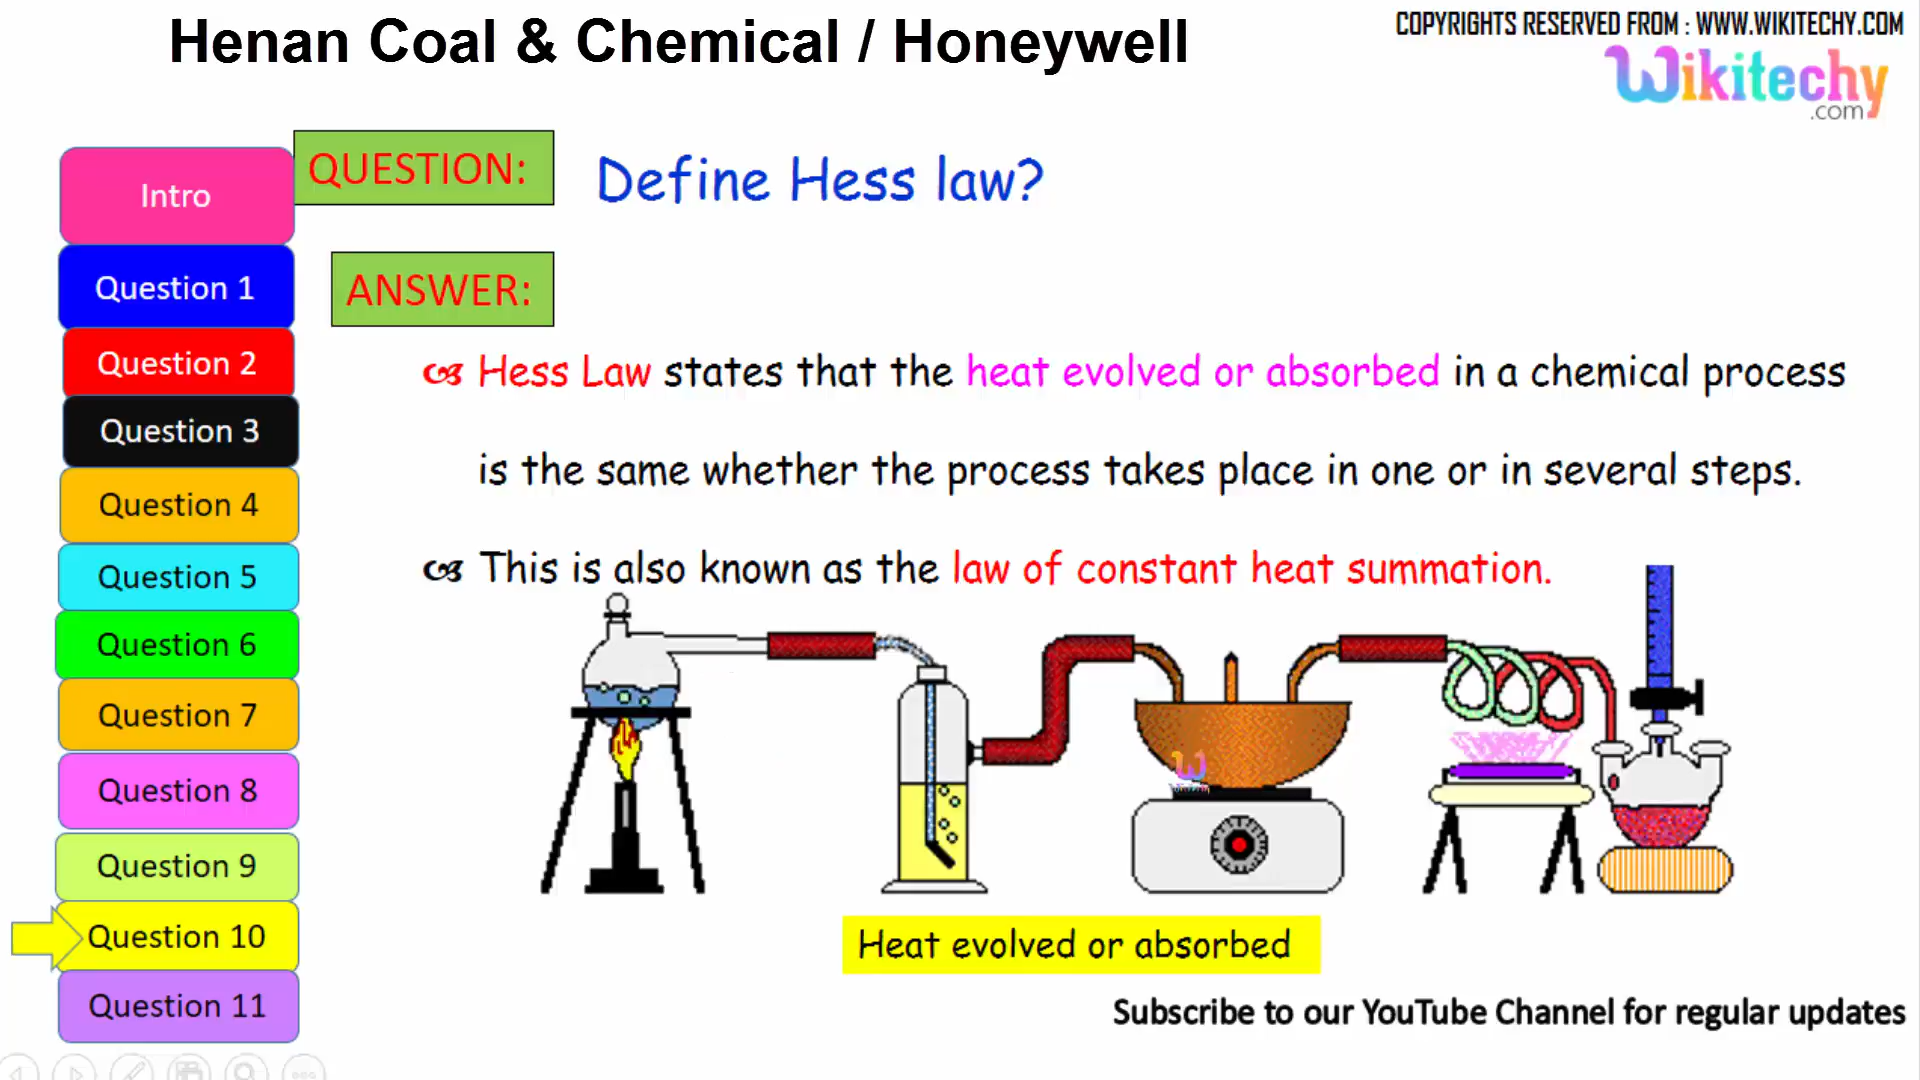 Henan Coal & Chemical / Honeywell
COPYRIGHTS RESERVED FROM : WWW.WIKITECHY.COM
Wikitechy
.com
QUESTION: Define Hess law?
ANSWER:
Hess Law states that the heat evolved or absorbed in a chemical process
is the same whether the process takes place in one or in several steps.
This is also known as the law of constant heat summation.
Heat evolved or absorbed
Intro
Question 1
Question 2
Question 3
Question 4
Question 5
Question 6
Question 7
Question 8
Question 9
Question 10
Question 11
Subscribe to our YouTube Channel for regular updates